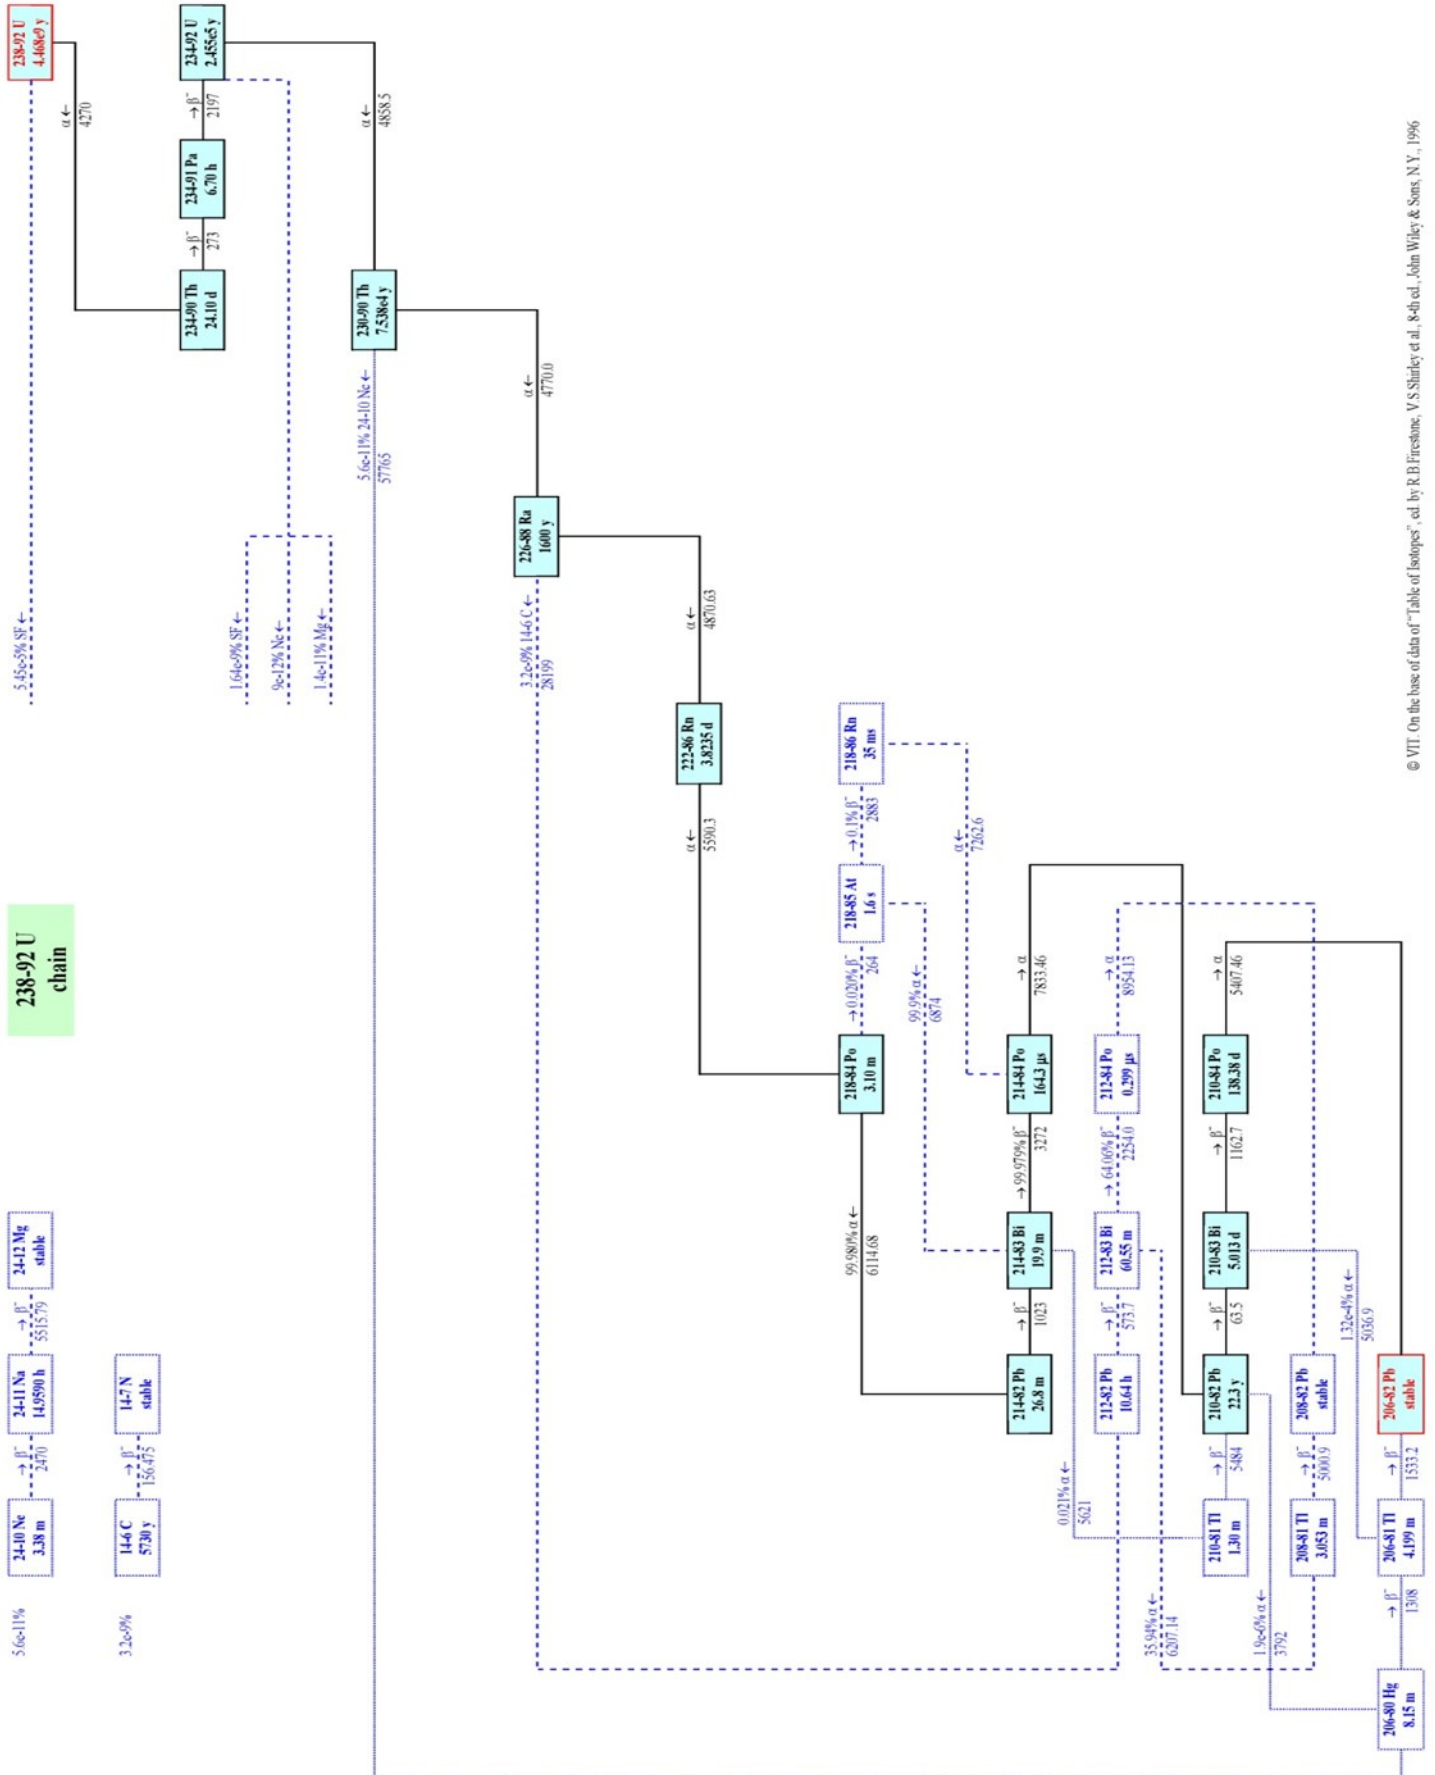 238-92 U
chain
238-92 U
4.468e9 y
5.45e-5% SF ←
α ←
4270
234-90 Th
24.10 d
→ β⁻
273
234-91 Pa
6.70 h
→ β⁻
2197
234-92 U
2.455e5 y
1.64e-9% SF ←
9e-12% Ne ←
1.4e-11% Mg ←
α ←
4858.5
230-90 Th
7.538e4 y
5.6e-11% 24-10 Ne ←
57765
α ←
4770.0
226-88 Ra
1600 y
3.2e-9% 14-6 C ←
28199
α ←
4870.63
222-86 Rn
3.8235 d
α ←
5590.3
218-84 Po
3.10 m
→ 0.020% β⁻
264
218-85 At
1.6 s
→ 0.1% β⁻
2883
218-86 Rn
35 ms
99.980% α ←
6114.68
99.9% α ←
6874
α ←
7262.6
214-82 Pb
26.8 m
→ β⁻
1023
214-83 Bi
19.9 m
→ 99.979% β⁻
3272
214-84 Po
164.3 μs
→ α
7833.46
0.021% α ←
5621
212-82 Pb
10.64 h
→ β⁻
573.7
212-83 Bi
60.55 m
→ 64.06% β⁻
2254.0
212-84 Po
0.299 μs
→ α
8954.13
35.94% α ←
6207.14
210-81 Tl
1.30 m
→ β⁻
5484
210-82 Pb
22.3 y
→ β⁻
63.5
210-83 Bi
5.013 d
→ β⁻
1162.7
210-84 Po
138.38 d
→ α
5407.46
1.9e-6% α ←
3792
208-81 Tl
3.053 m
→ β⁻
5000.9
208-82 Pb
stable
1.32e-4% α ←
5036.9
206-80 Hg
8.15 m
→ β⁻
1308
206-81 Tl
4.199 m
→ β⁻
1533.2
206-82 Pb
stable
5.6e-11%
24-10 Ne
3.38 m
→ β⁻
2470
24-11 Na
14.9590 h
→ β⁻
5515.79
24-12 Mg
stable
3.2e-9%
14-6 C
5730 y
→ β⁻
156.475
14-7 N
stable
© VIT. On the base of data of "Table of Isotopes", ed. by R.B.Firestone, V.S.Shirley et al., 8-th ed., John Wiley & Sons, N.Y., 1996